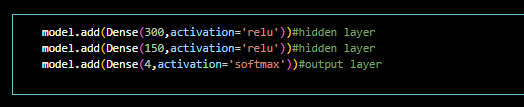 model.add(Dense(300,activation='relu'))#hidden layer
model.add(Dense(150,activation='relu'))#hidden layer
model.add(Dense(4,activation='softmax'))#output layer